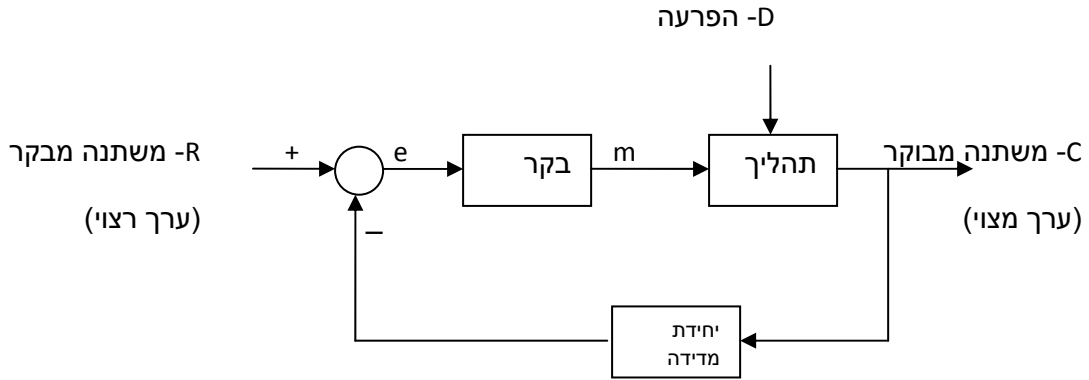 D- הפרעה
R- משתנה מבקר
(ערך רצוי)
+
e
בקר
m
תהליך
C- משתנה מבוקר
(ערך מצוי)
–
יחידת
מדידה